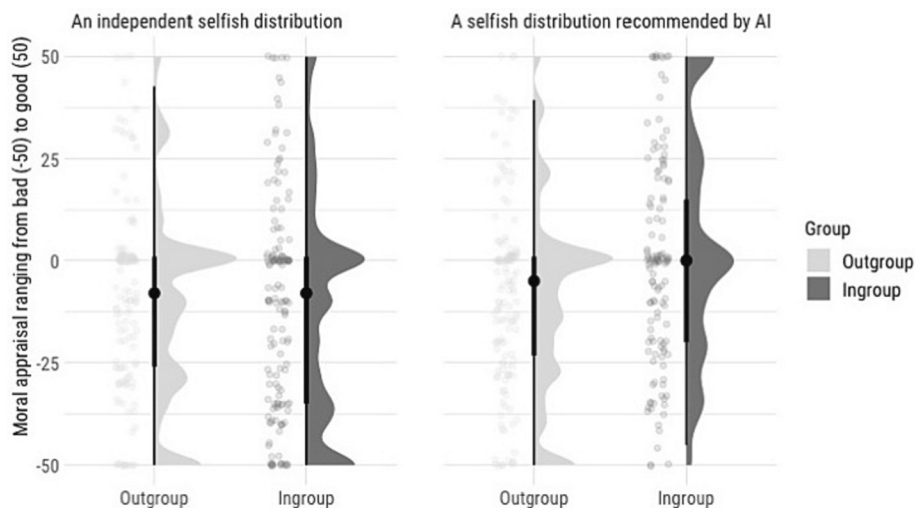 An independent selfish distribution
A selfish distribution recommended by AI
Moral appraisal ranging from bad (-50) to good (50)
50
25
0
-25
-50
Outgroup
Ingroup
Outgroup
Ingroup
Group
Outgroup
Ingroup